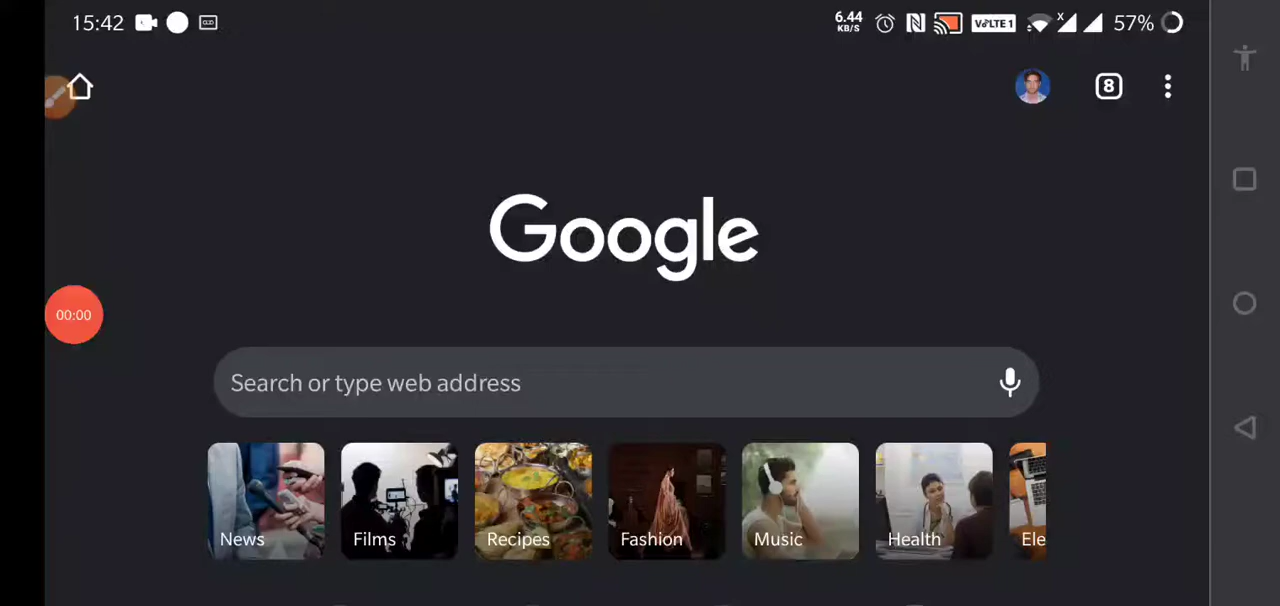 15:42 6.44 KB/S VoLTE 1 x 57%
8
Google
00:00
Search or type web address
News Films Recipes Fashion Music Health Ele